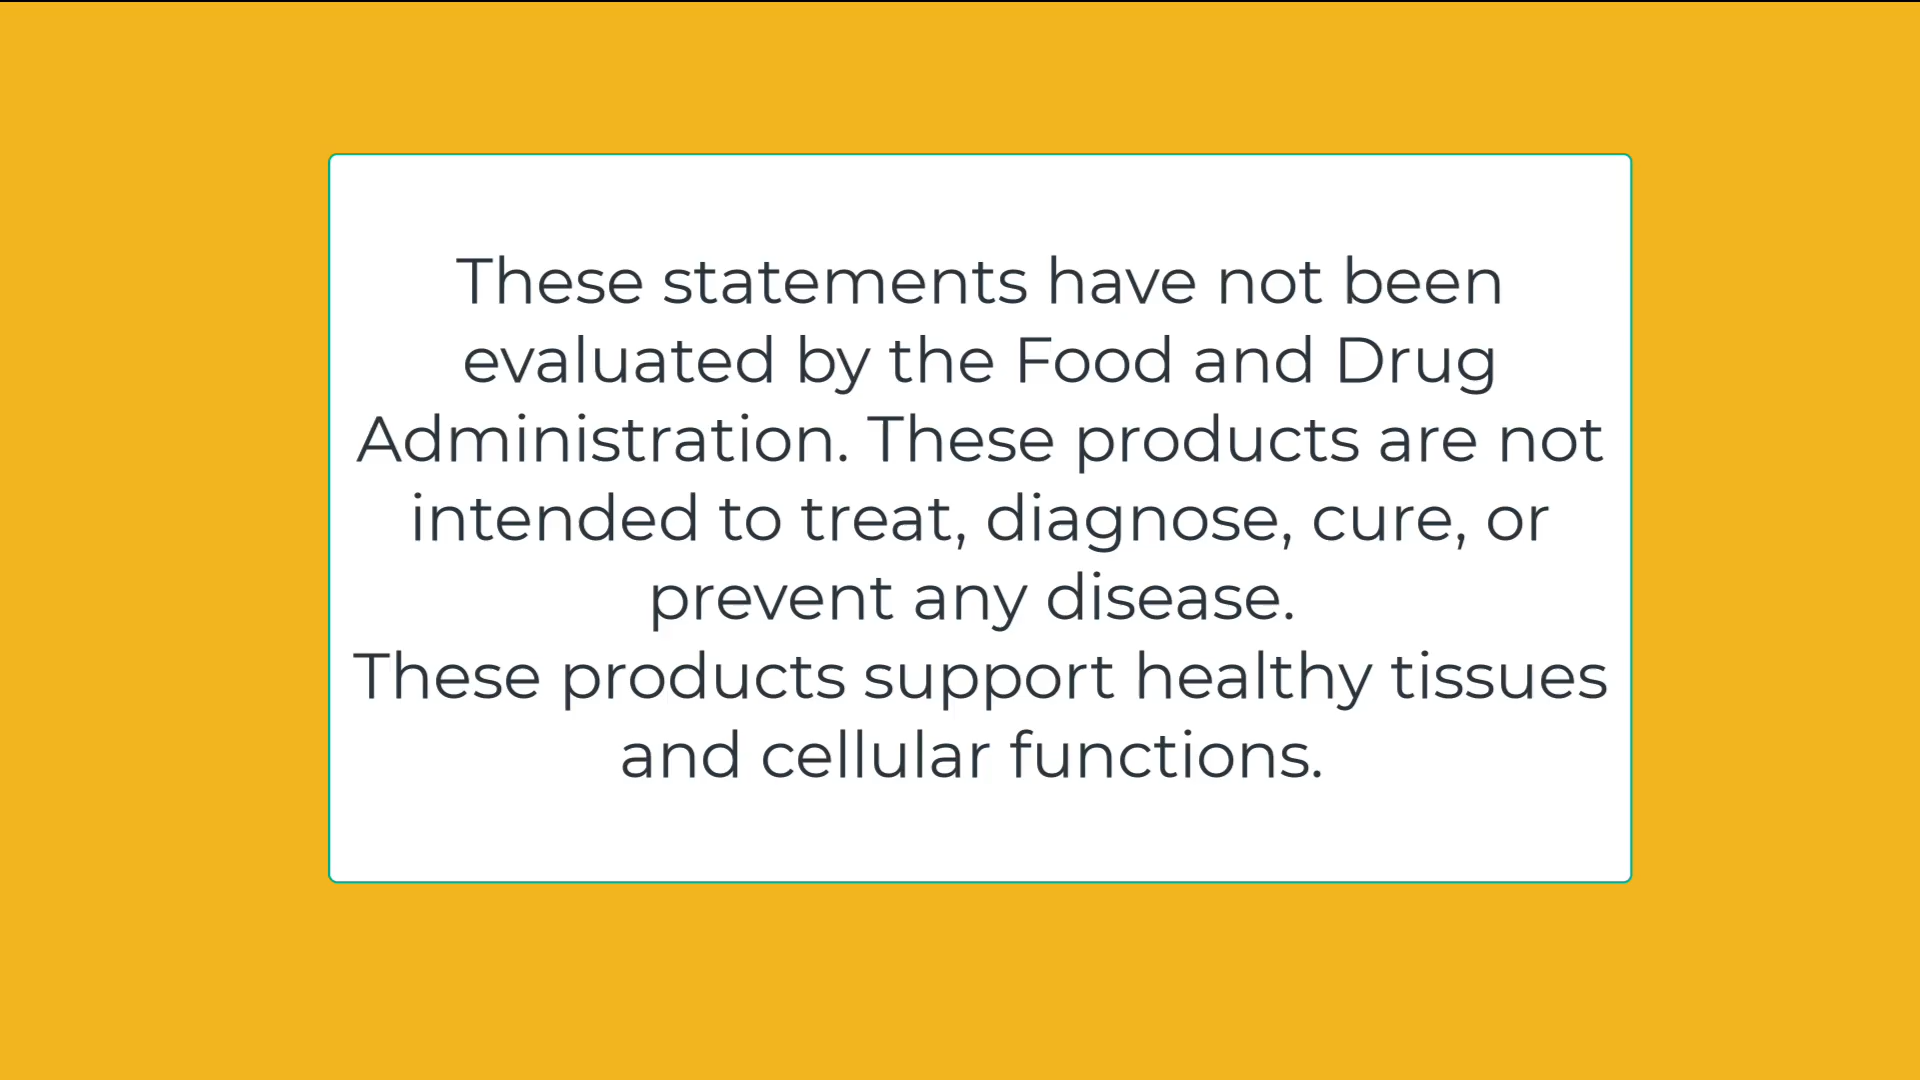 These statements have not been
evaluated by the Food and Drug
Administration. These products are not
intended to treat, diagnose, cure, or
prevent any disease.
These products support healthy tissues
and cellular functions.